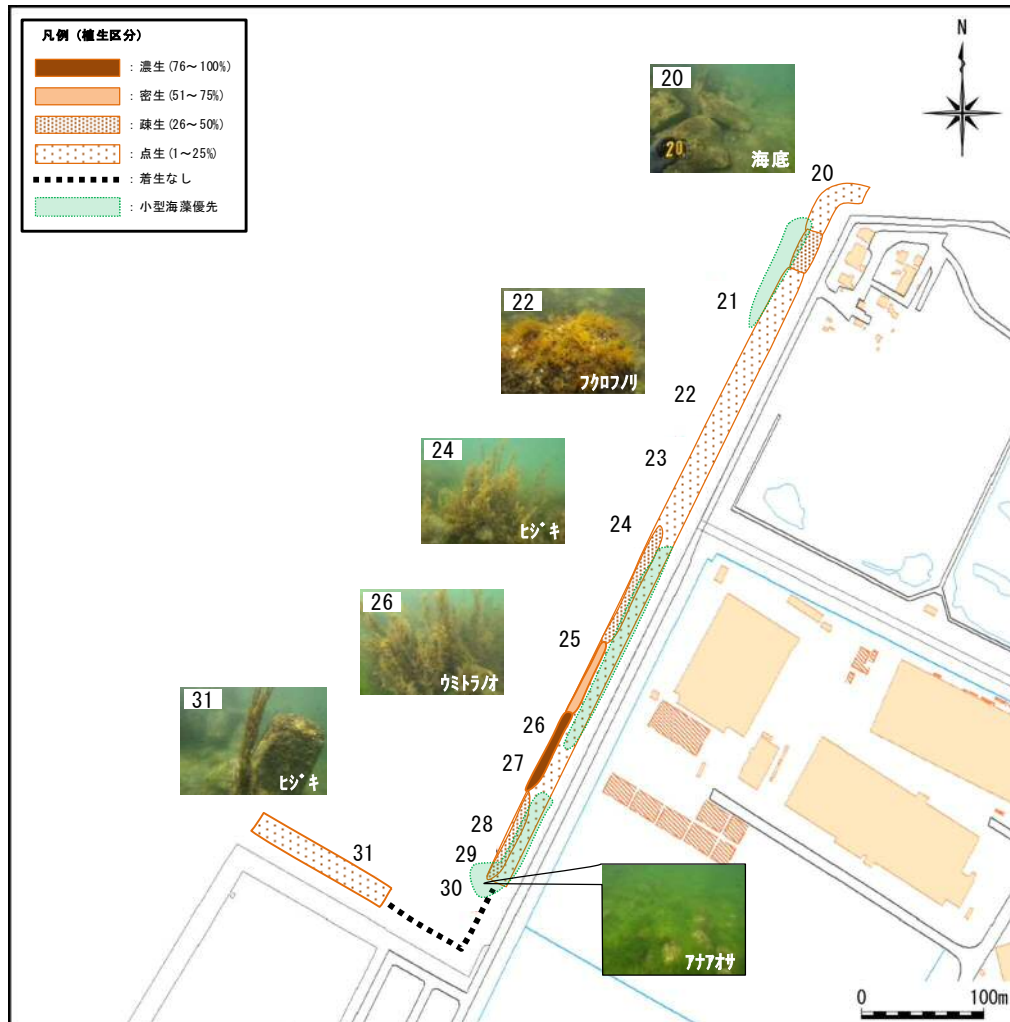 凡例 (植生区分)
: 濃生 (76～100%)
: 密生 (51～75%)
: 疎生 (26～50%)
: 点生 (1～25%)
: 着生なし
: 小型海藻優先
N
20
20
海底
20
21
22
フクロフノリ
22
23
24
ヒジキ
24
26
ウミトラノオ
25
26
31
ヒジキ
27
28
29
30
31
アナアオサ
0 100m